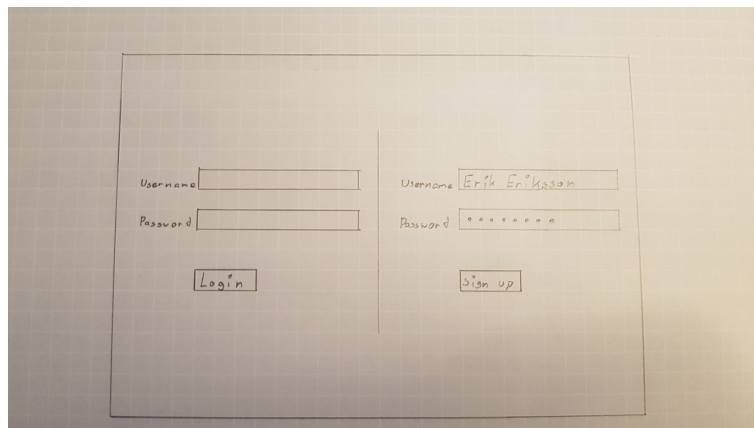 Username
Password
Login
Username Erik Eriksson
Password ••••••••
Sign up